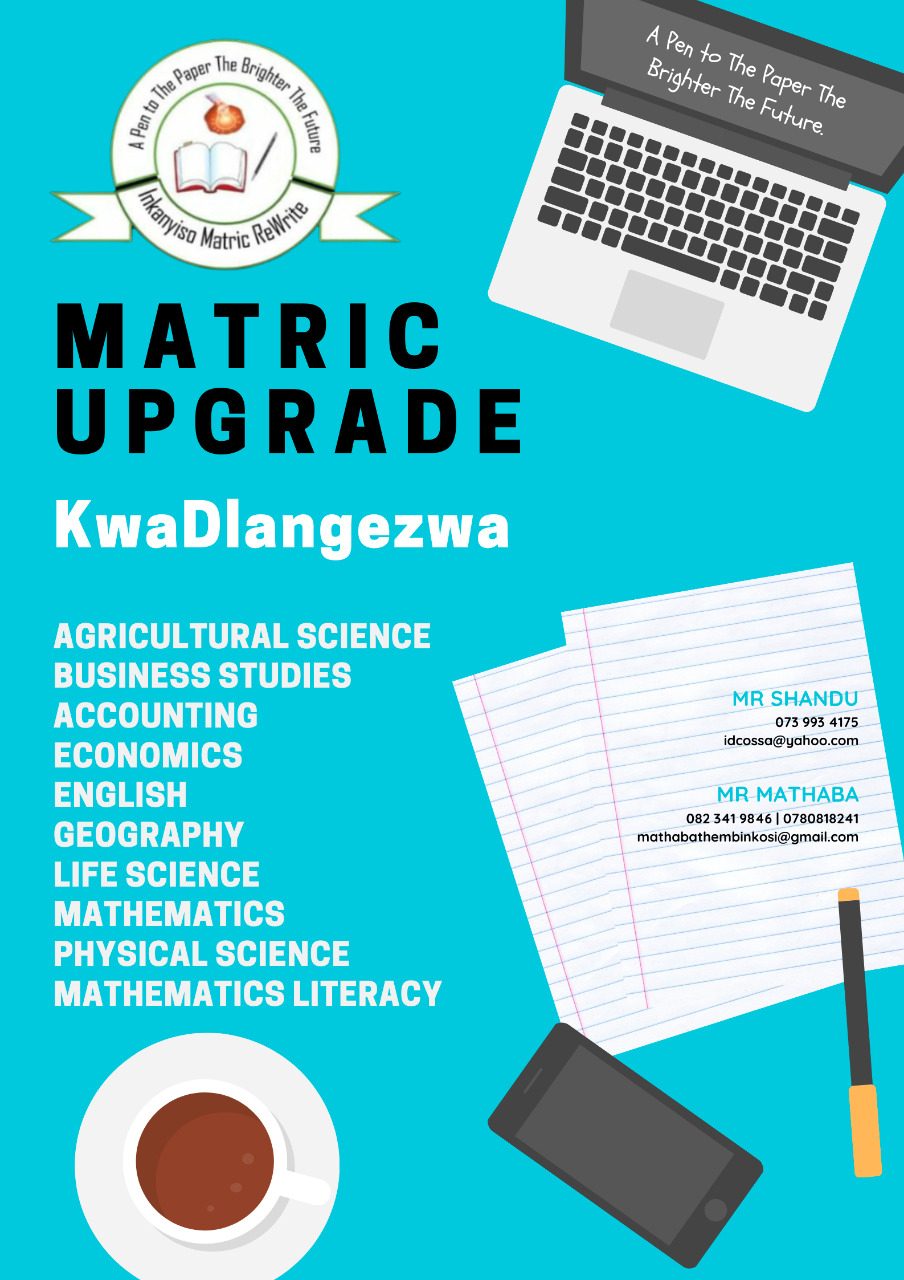 A Pen to The Paper The Brighter The Future
Inkanyiso Matric ReWrite
A Pen to The Paper The
Brighter The Future.
MATRIC
UPGRADE
KwaDlangezwa
AGRICULTURAL SCIENCE
BUSINESS STUDIES
ACCOUNTING
ECONOMICS
ENGLISH
GEOGRAPHY
LIFE SCIENCE
MATHEMATICS
PHYSICAL SCIENCE
MATHEMATICS LITERACY
MR SHANDU
073 993 4175
idcossa@yahoo.com
MR MATHABA
082 341 9846 | 0780818241
mathabathembinkosi@gmail.com